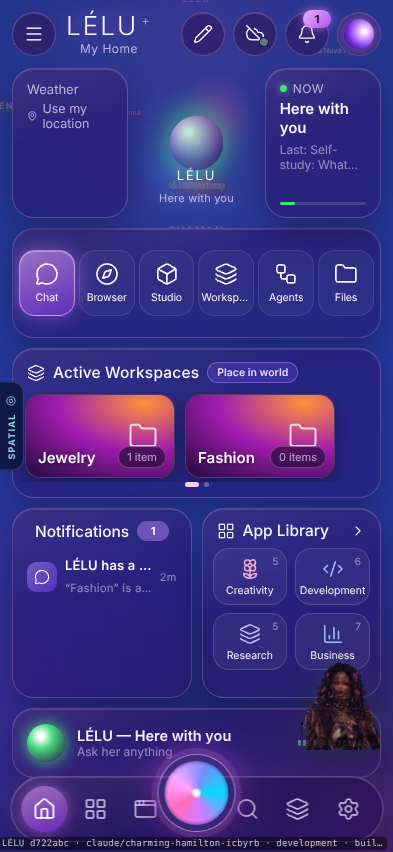 LÉLU +
My Home
1
Weather
Use my
location
LÉLU
Here with you
NOW
Here with
you
Last: Self-
study: What...
Chat
Browser
Studio
Worksp...
Agents
Files
Active Workspaces
Place in world
SPATIAL
Jewelry
1 item
Fashion
0 items
Notifications
1
LÉLU has a ...
“Fashion” is a...
2m
App Library
5
Creativity
6
Development
5
Research
7
Business
LÉLU — Here with you
Ask her anything
LÉLU d722abc · claude/charming-hamilton-icbyrb · development · buil…